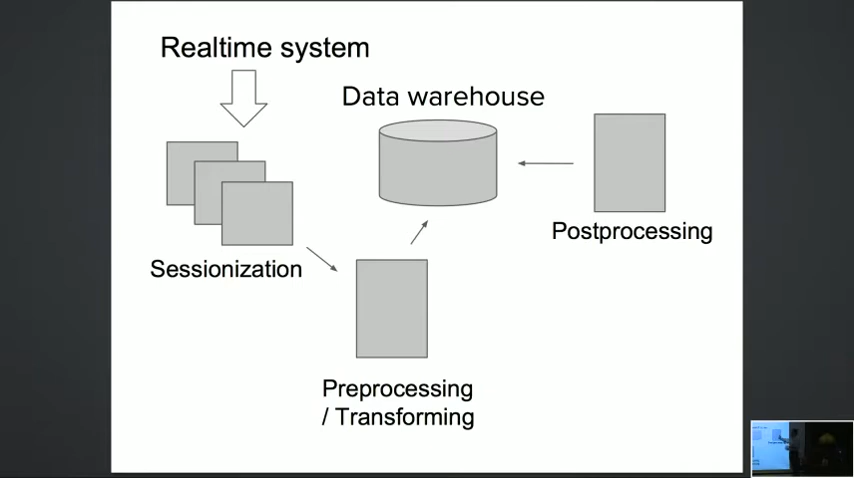 Realtime system
Data warehouse
Postprocessing
Sessionization
Preprocessing
/ Transforming